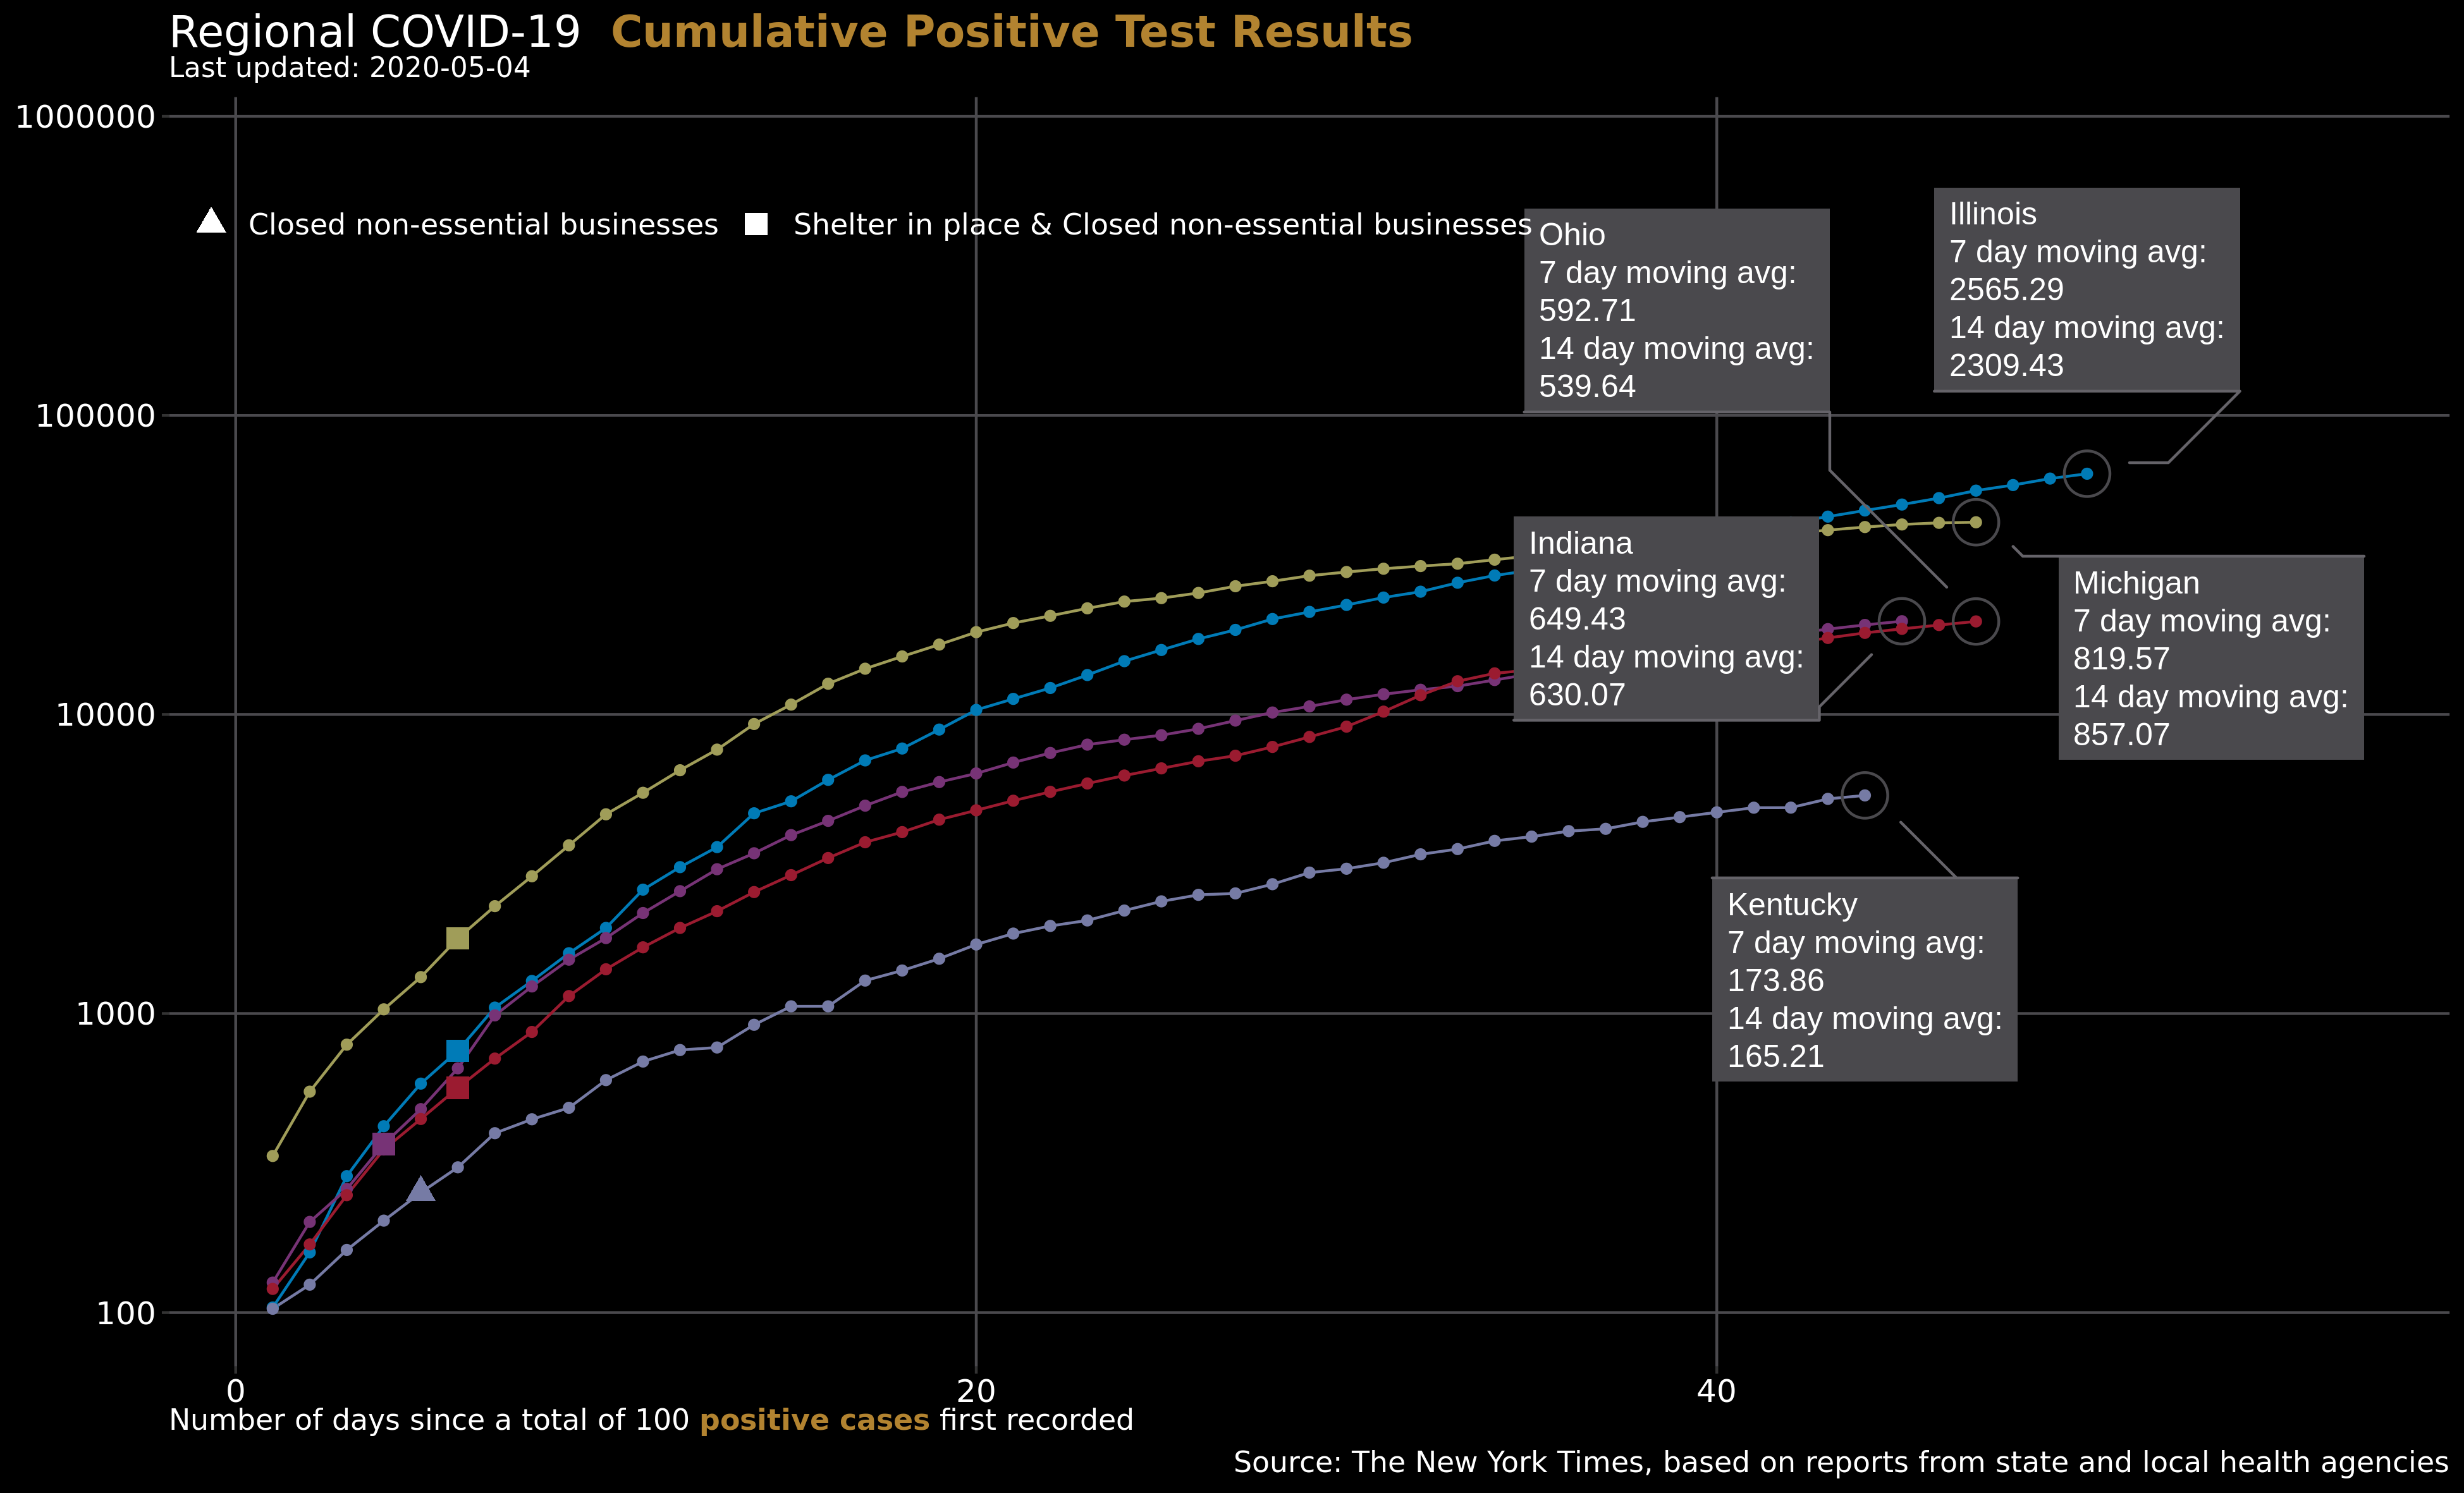 Regional COVID-19 Cumulative Positive Test Results
Last updated: 2020-05-04
1000000
100000
10000
1000
100
Closed non-essential businesses
Shelter in place & Closed non-essential businesses
Ohio
7 day moving avg:
592.71
14 day moving avg:
539.64
Illinois
7 day moving avg:
2565.29
14 day moving avg:
2309.43
Indiana
7 day moving avg:
649.43
14 day moving avg:
630.07
Michigan
7 day moving avg:
819.57
14 day moving avg:
857.07
Kentucky
7 day moving avg:
173.86
14 day moving avg:
165.21
0
20
40
Number of days since a total of 100 positive cases first recorded
Source: The New York Times, based on reports from state and local health agencies